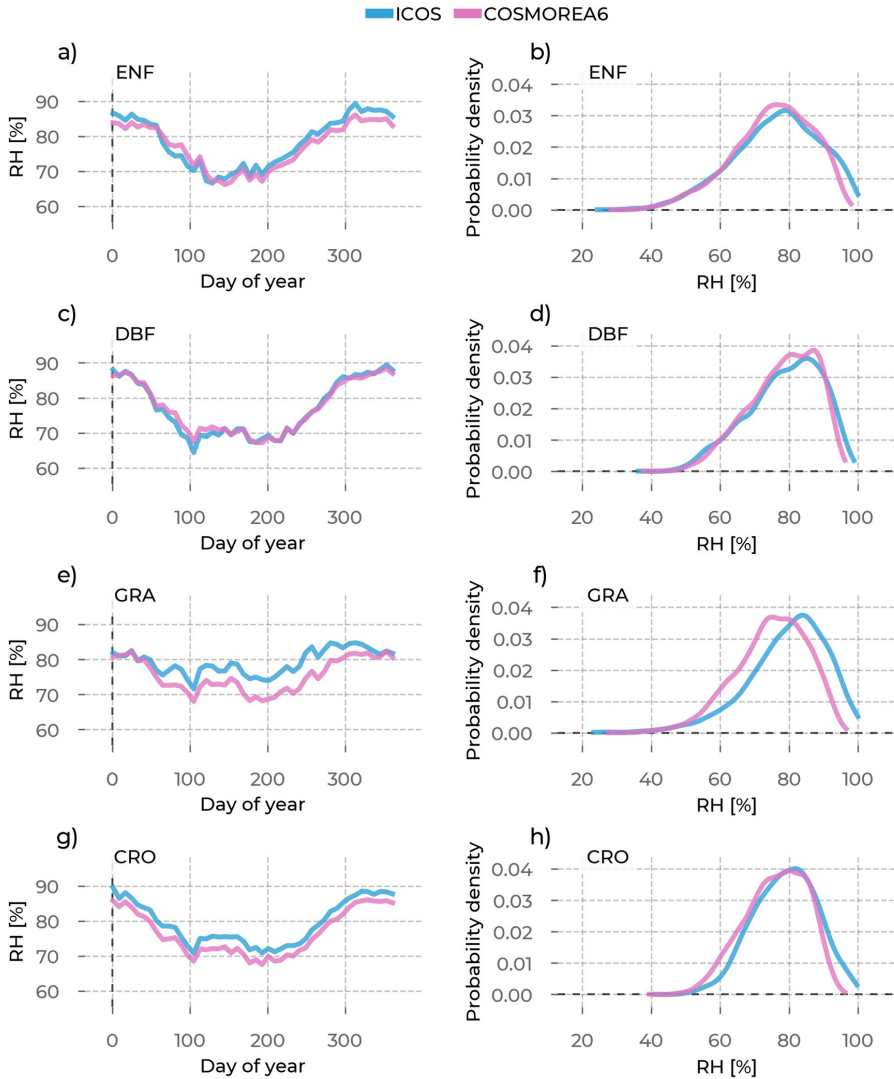 ICOS COSMOREA6
a) ENF
RH [%]
90
80
70
60
0 100 200 300
Day of year
b) ENF
Probability density
0.04
0.03
0.02
0.01
0.00
20 40 60 80 100
RH [%]
c) DBF
RH [%]
90
80
70
60
0 100 200 300
Day of year
d) DBF
Probability density
0.04
0.03
0.02
0.01
0.00
20 40 60 80 100
RH [%]
e) GRA
RH [%]
90
80
70
60
0 100 200 300
Day of year
f) GRA
Probability density
0.04
0.03
0.02
0.01
0.00
20 40 60 80 100
RH [%]
g) CRO
RH [%]
90
80
70
60
0 100 200 300
Day of year
h) CRO
Probability density
0.04
0.03
0.02
0.01
0.00
20 40 60 80 100
RH [%]